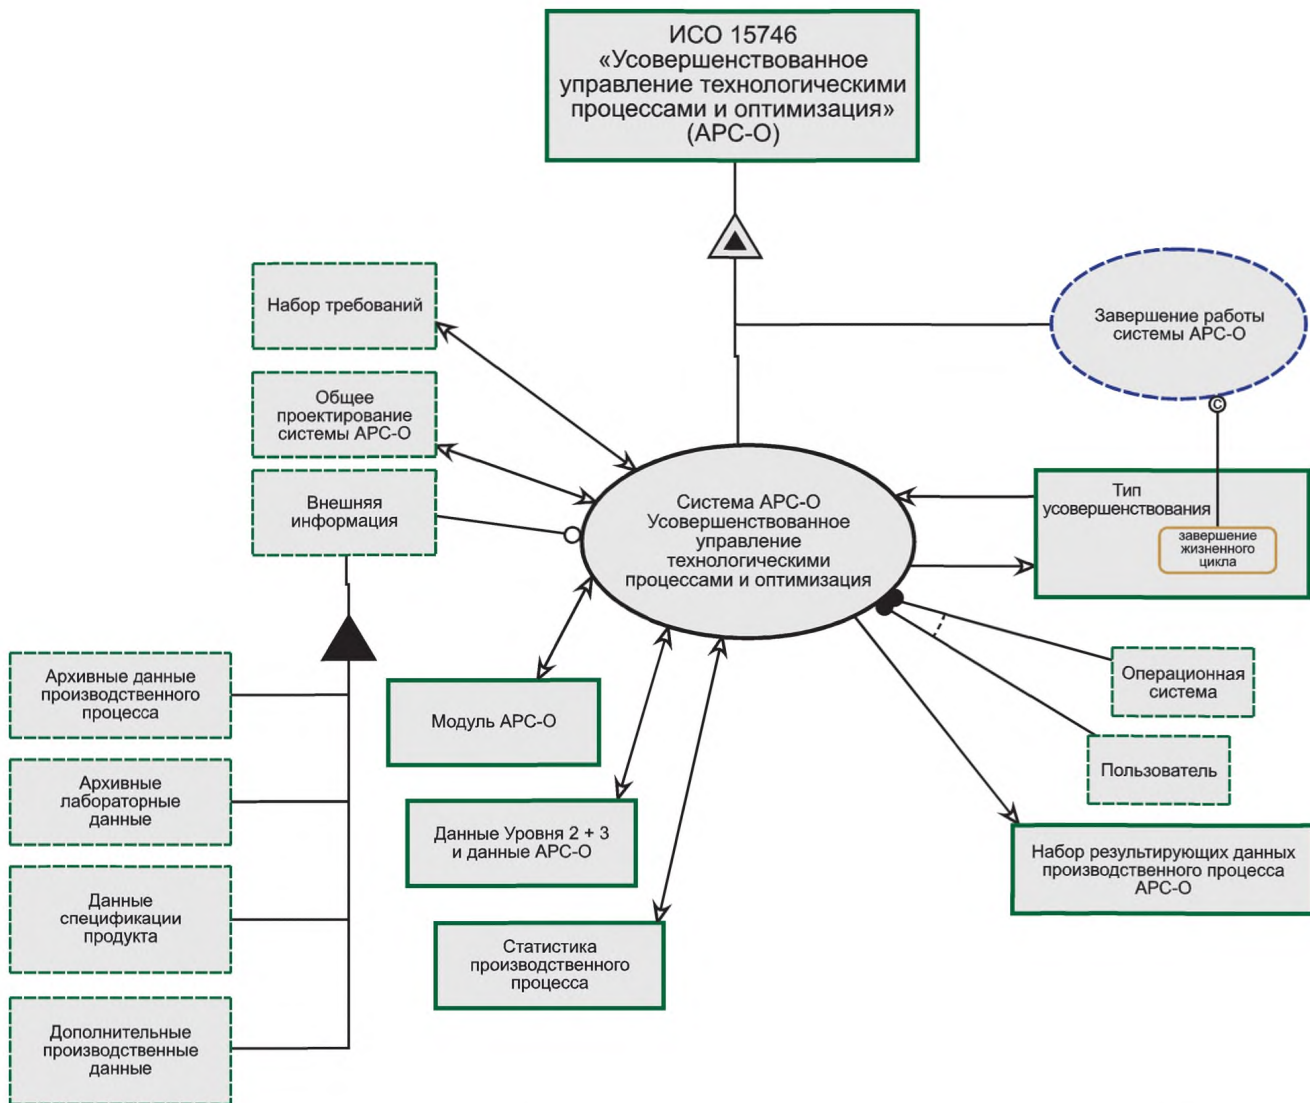 ИСО 15746
«Усовершенствованное
управление технологическими
процессами и оптимизация»
(АРС-О)
Набор требований
Завершение работы
системы АРС-О
Общее
проектирование
системы АРС-О
Внешняя
информация
Система АРС-О
Усовершенствованное
управление
технологическими
процессами и оптимизация
Тип
усовершенствования
завершение
жизненного
цикла
Архивные данные
производственного
процесса
Модуль АРС-О
Операционная
система
Пользователь
Архивные
лабораторные
данные
Данные Уровня 2 + 3
и данные АРС-О
Набор результирующих данных
производственного процесса
АРС-О
Данные
спецификации
продукта
Статистика
производственного
процесса
Дополнительные
производственные
данные
C